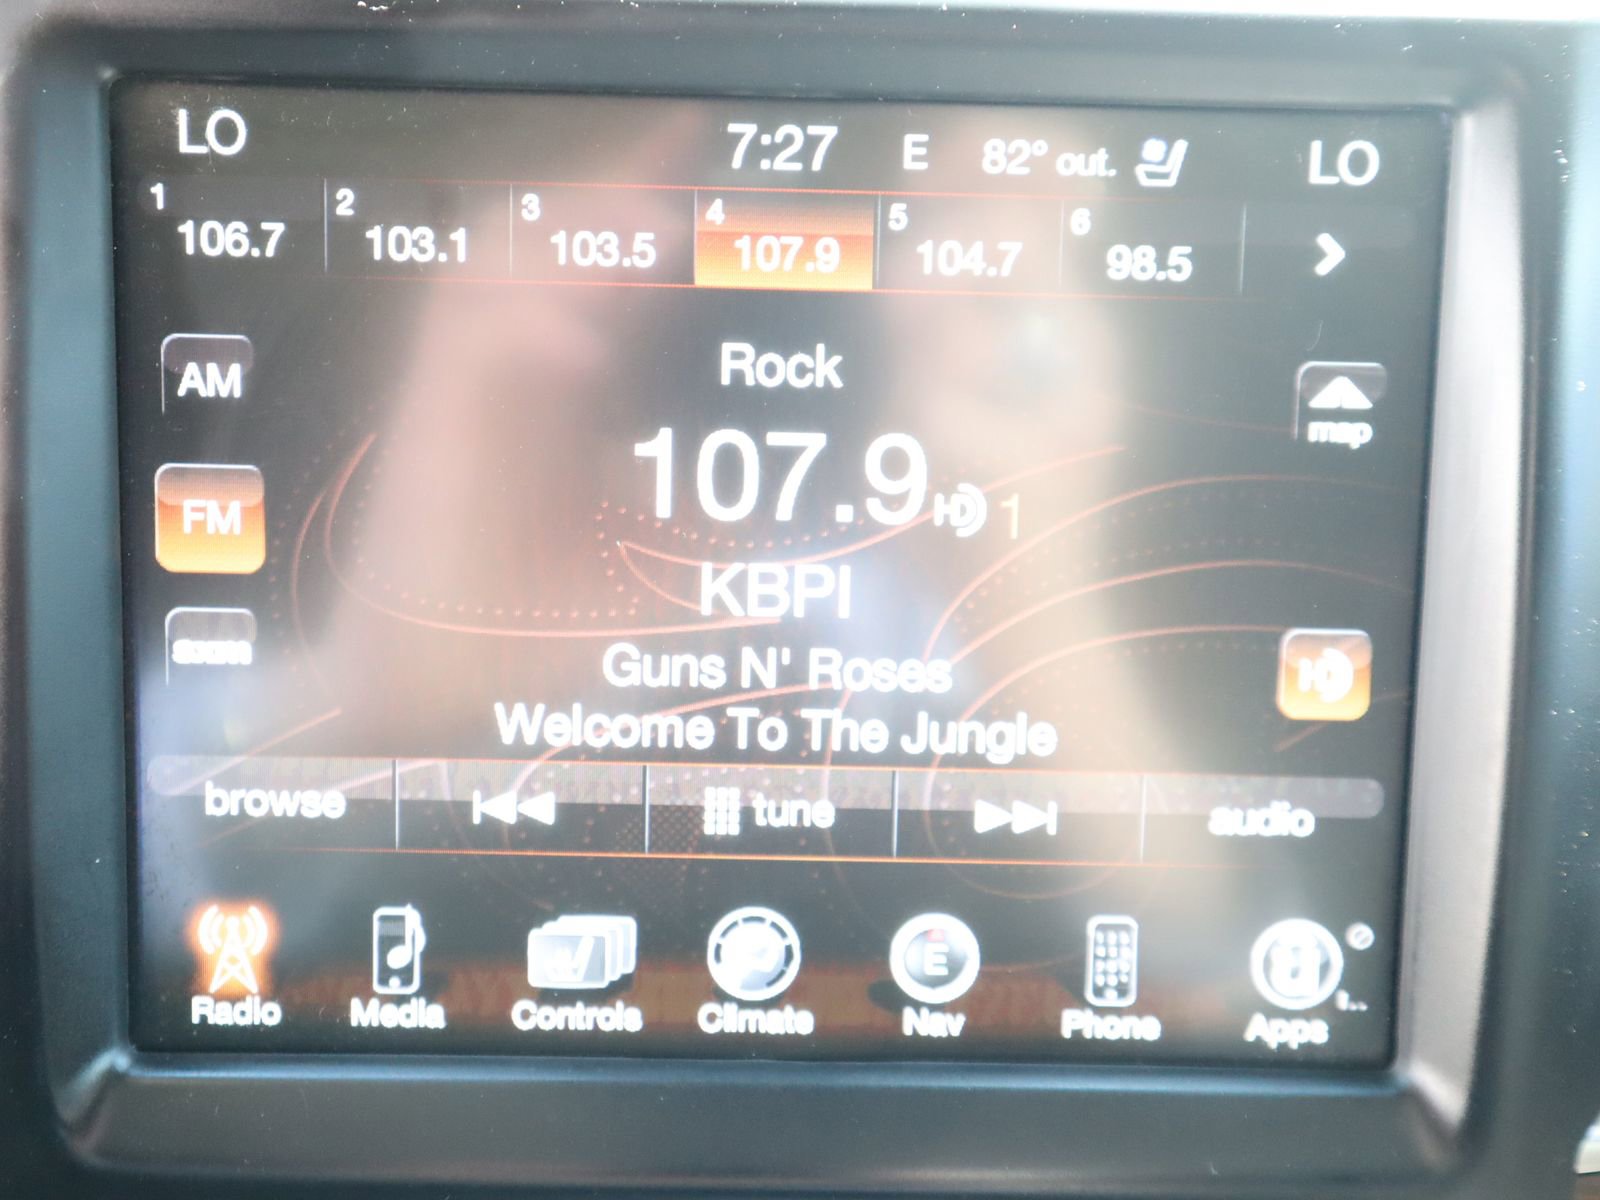 LO 7:27 E 82° out. LO
1 106.7 2 103.1 3 103.5 4 107.9 5 104.7 6 98.5
Rock
AM
map
107.9 HD 1
FM
KBPI
Guns N' Roses
HD
Welcome To The Jungle
browse tune audio
E
Radio Media Controls Climate Nav Phone Apps